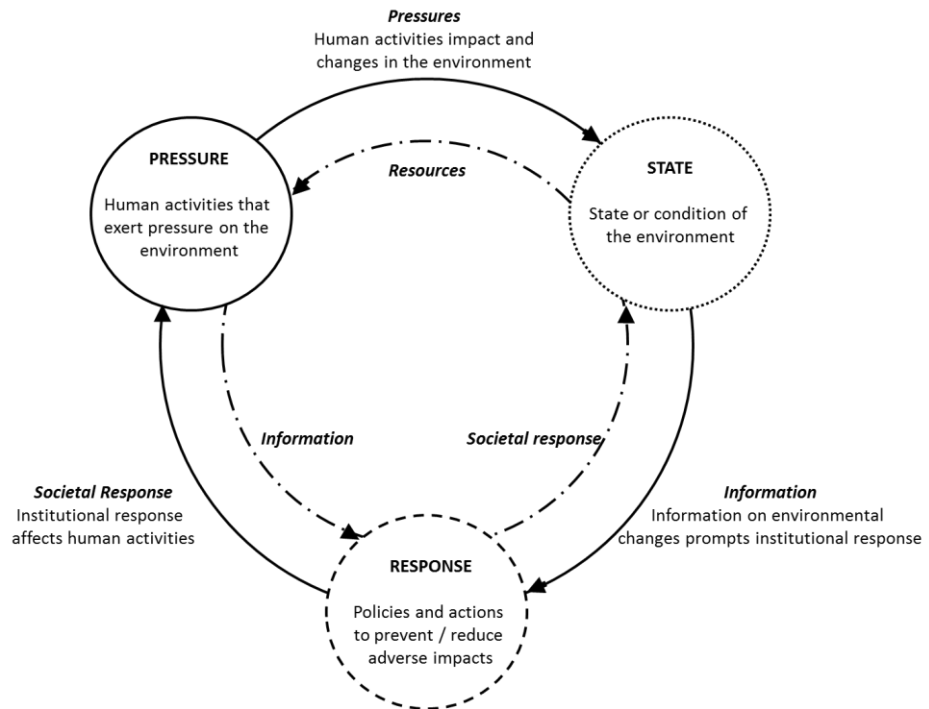 Pressures
Human activities impact and
changes in the environment
PRESSURE
Human activities that
exert pressure on the
environment
Resources
STATE
State or condition of
the environment
Information
Societal response
Societal Response
Institutional response
affects human activities
Information
Information on environmental
changes prompts institutional response
RESPONSE
Policies and actions
to prevent / reduce
adverse impacts